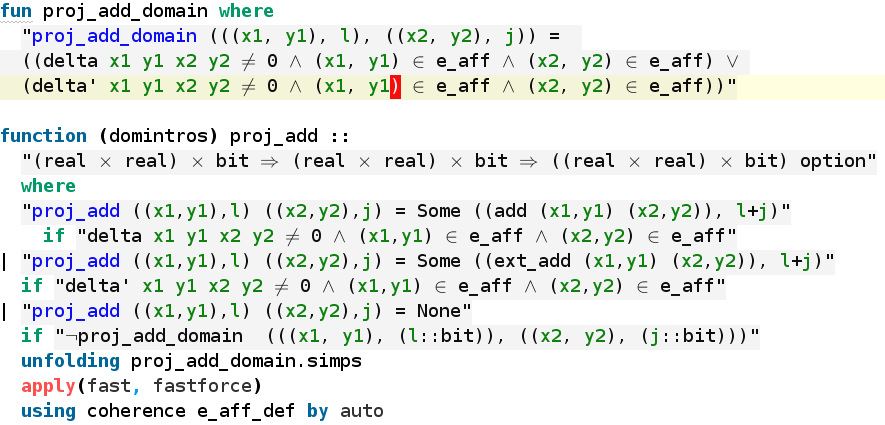 fun proj_add_domain where
"proj_add_domain (((x1, y1), l), ((x2, y2), j)) =
((delta x1 y1 x2 y2 ≠ 0 ∧ (x1, y1) ∈ e_aff ∧ (x2, y2) ∈ e_aff) ∨
(delta' x1 y1 x2 y2 ≠ 0 ∧ (x1, y1) ∈ e_aff ∧ (x2, y2) ∈ e_aff))"
function (domintros) proj_add ::
"(real × real) × bit ⇒ (real × real) × bit ⇒ ((real × real) × bit) option"
where
"proj_add ((x1,y1),l) ((x2,y2),j) = Some ((add (x1,y1) (x2,y2)), l+j)"
if "delta x1 y1 x2 y2 ≠ 0 ∧ (x1,y1) ∈ e_aff ∧ (x2,y2) ∈ e_aff"
| "proj_add ((x1,y1),l) ((x2,y2),j) = Some ((ext_add (x1,y1) (x2,y2)), l+j)"
if "delta' x1 y1 x2 y2 ≠ 0 ∧ (x1,y1) ∈ e_aff ∧ (x2,y2) ∈ e_aff"
| "proj_add ((x1,y1),l) ((x2,y2),j) = None"
if "¬proj_add_domain (((x1, y1), (l::bit)), ((x2, y2), (j::bit)))"
unfolding proj_add_domain.simps
apply(fast, fastforce)
using coherence e_aff_def by auto